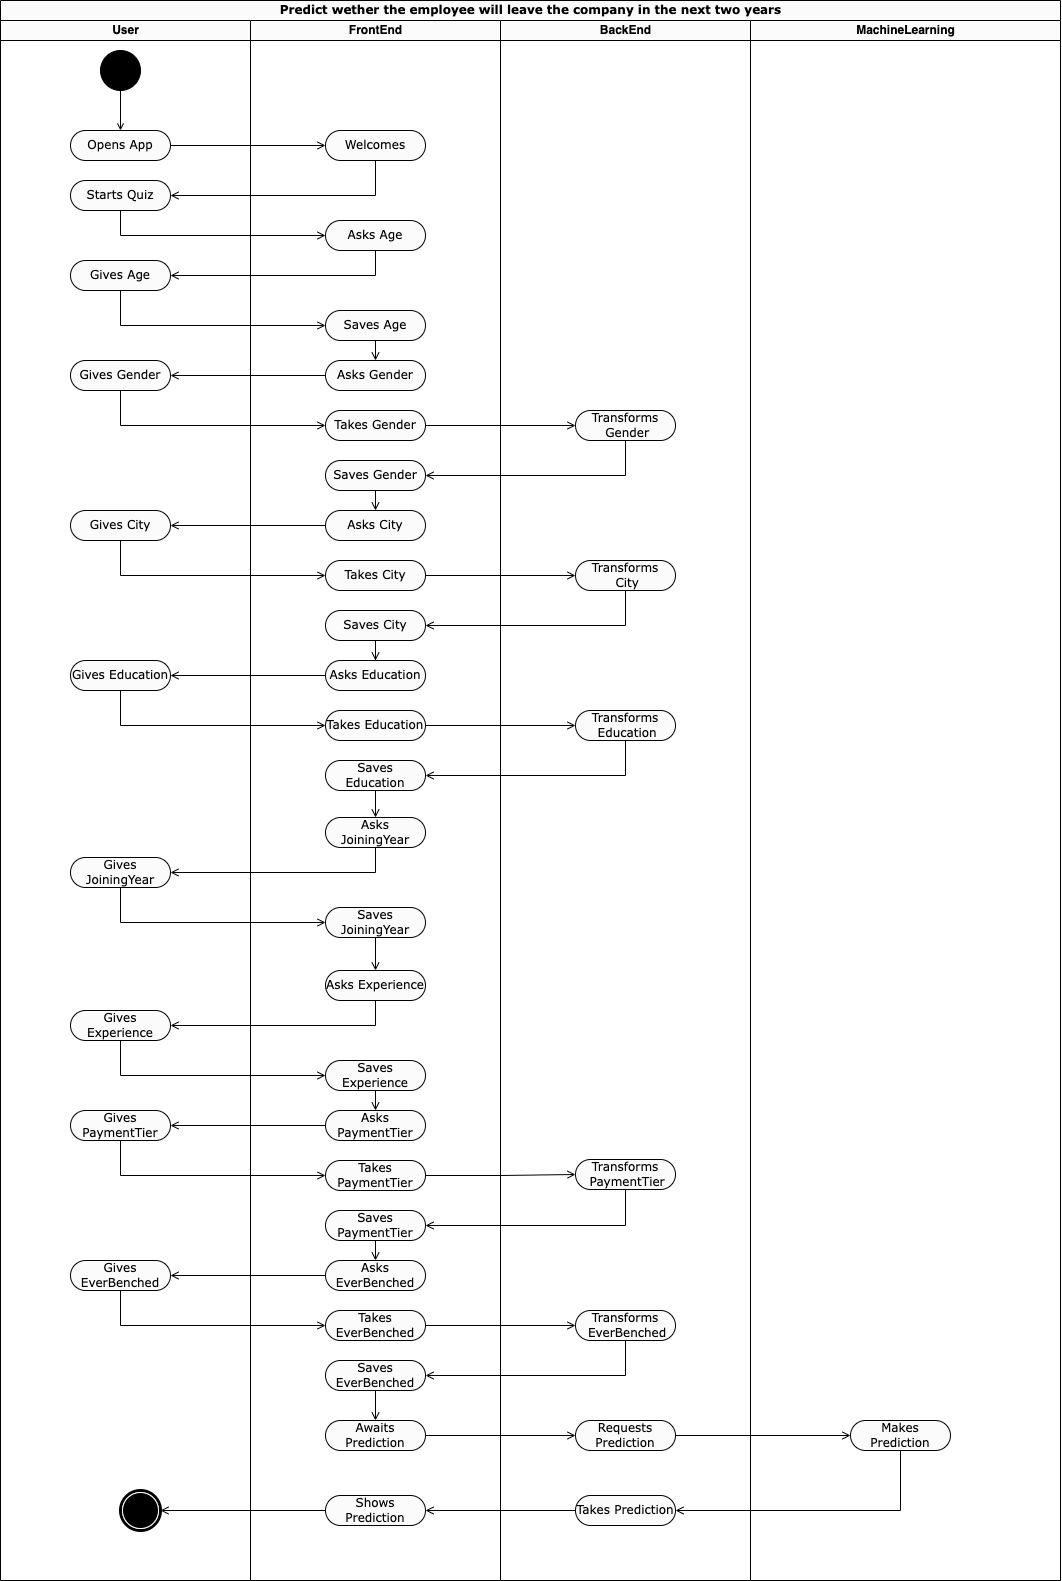 Predict wether the employee will leave the company in the next two years
User
FrontEnd
BackEnd
MachineLearning
Opens App
Welcomes
Starts Quiz
Asks Age
Gives Age
Saves Age
Gives Gender
Asks Gender
Takes Gender
Transforms
Gender
Saves Gender
Gives City
Asks City
Takes City
Transforms
City
Saves City
Gives Education
Asks Education
Takes Education
Transforms
Education
Saves
Education
Asks
JoiningYear
Gives
JoiningYear
Saves
JoiningYear
Asks Experience
Gives
Experience
Saves
Experience
Gives
PaymentTier
Asks
PaymentTier
Takes
PaymentTier
Transforms
PaymentTier
Saves
PaymentTier
Gives
EverBenched
Asks
EverBenched
Takes
EverBenched
Transforms
EverBenched
Saves
EverBenched
Awaits
Prediction
Requests
Prediction
Makes
Prediction
Shows
Prediction
Takes Prediction